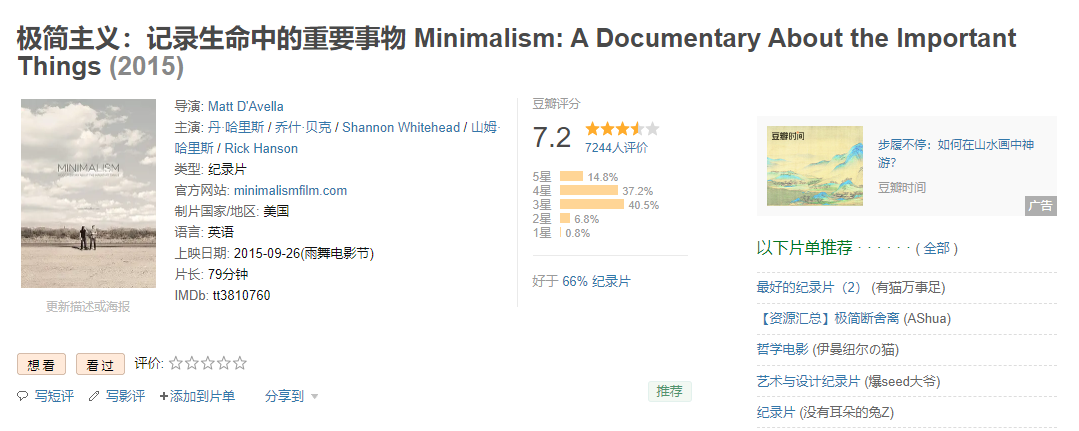 极简主义：记录生命中的重要事物 Minimalism: A Documentary About the Important
Things (2015)
MINIMALISM
导演: Matt D'Avella
主演: 丹·哈里斯 / 乔什·贝克 / Shannon Whitehead / 山姆·
哈里斯 / Rick Hanson
类型: 纪录片
官方网站: minimalismfilm.com
制片国家/地区: 美国
语言: 英语
上映日期: 2015-09-26(雨舞电影节)
片长: 79分钟
IMDb: tt3810760
更新描述或海报
豆瓣评分
7.2
7244人评价
5星 14.8%
4星 37.2%
3星 40.5%
2星 6.8%
1星 0.8%
好于 66% 纪录片
想看 看过 评价:
写短评 写影评 +添加到片单 分享到
推荐
豆瓣时间
步履不停：如何在山水画中神
游？
豆瓣时间
广告
以下片单推荐 · · · · · · ( 全部 )
最好的纪录片（2） (有猫万事足)
【资源汇总】极简断舍离 (AShua)
哲学电影 (伊曼纽尔の猫)
艺术与设计纪录片 (爆seed大爷)
纪录片 (没有耳朵的兔Z)